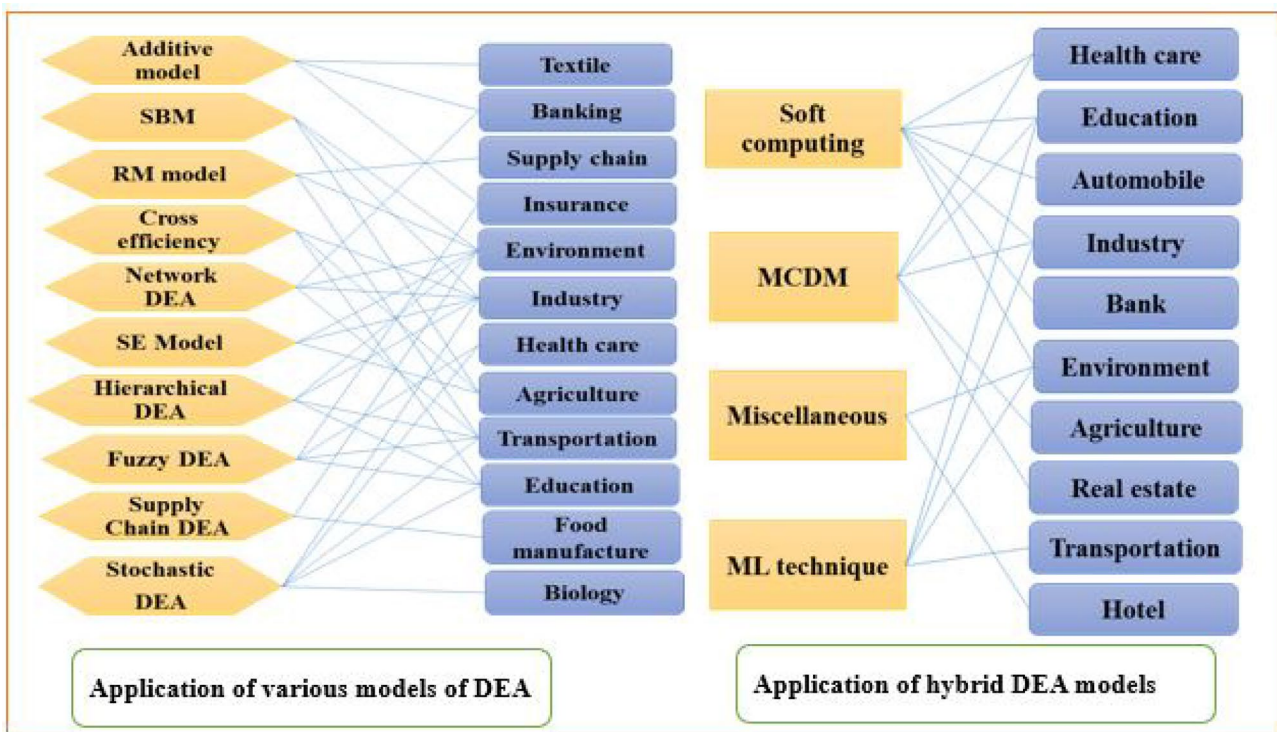 Additive
model
SBM
RM model
Cross
efficiency
Network
DEA
SE Model
Hierarchical
DEA
Fuzzy DEA
Supply
Chain DEA
Stochastic
DEA
Textile
Banking
Supply chain
Insurance
Environment
Industry
Health care
Agriculture
Transportation
Education
Food
manufacture
Biology
Application of various models of DEA
Soft
computing
MCDM
Miscellaneous
ML technique
Health care
Education
Automobile
Industry
Bank
Environment
Agriculture
Real estate
Transportation
Hotel
Application of hybrid DEA models